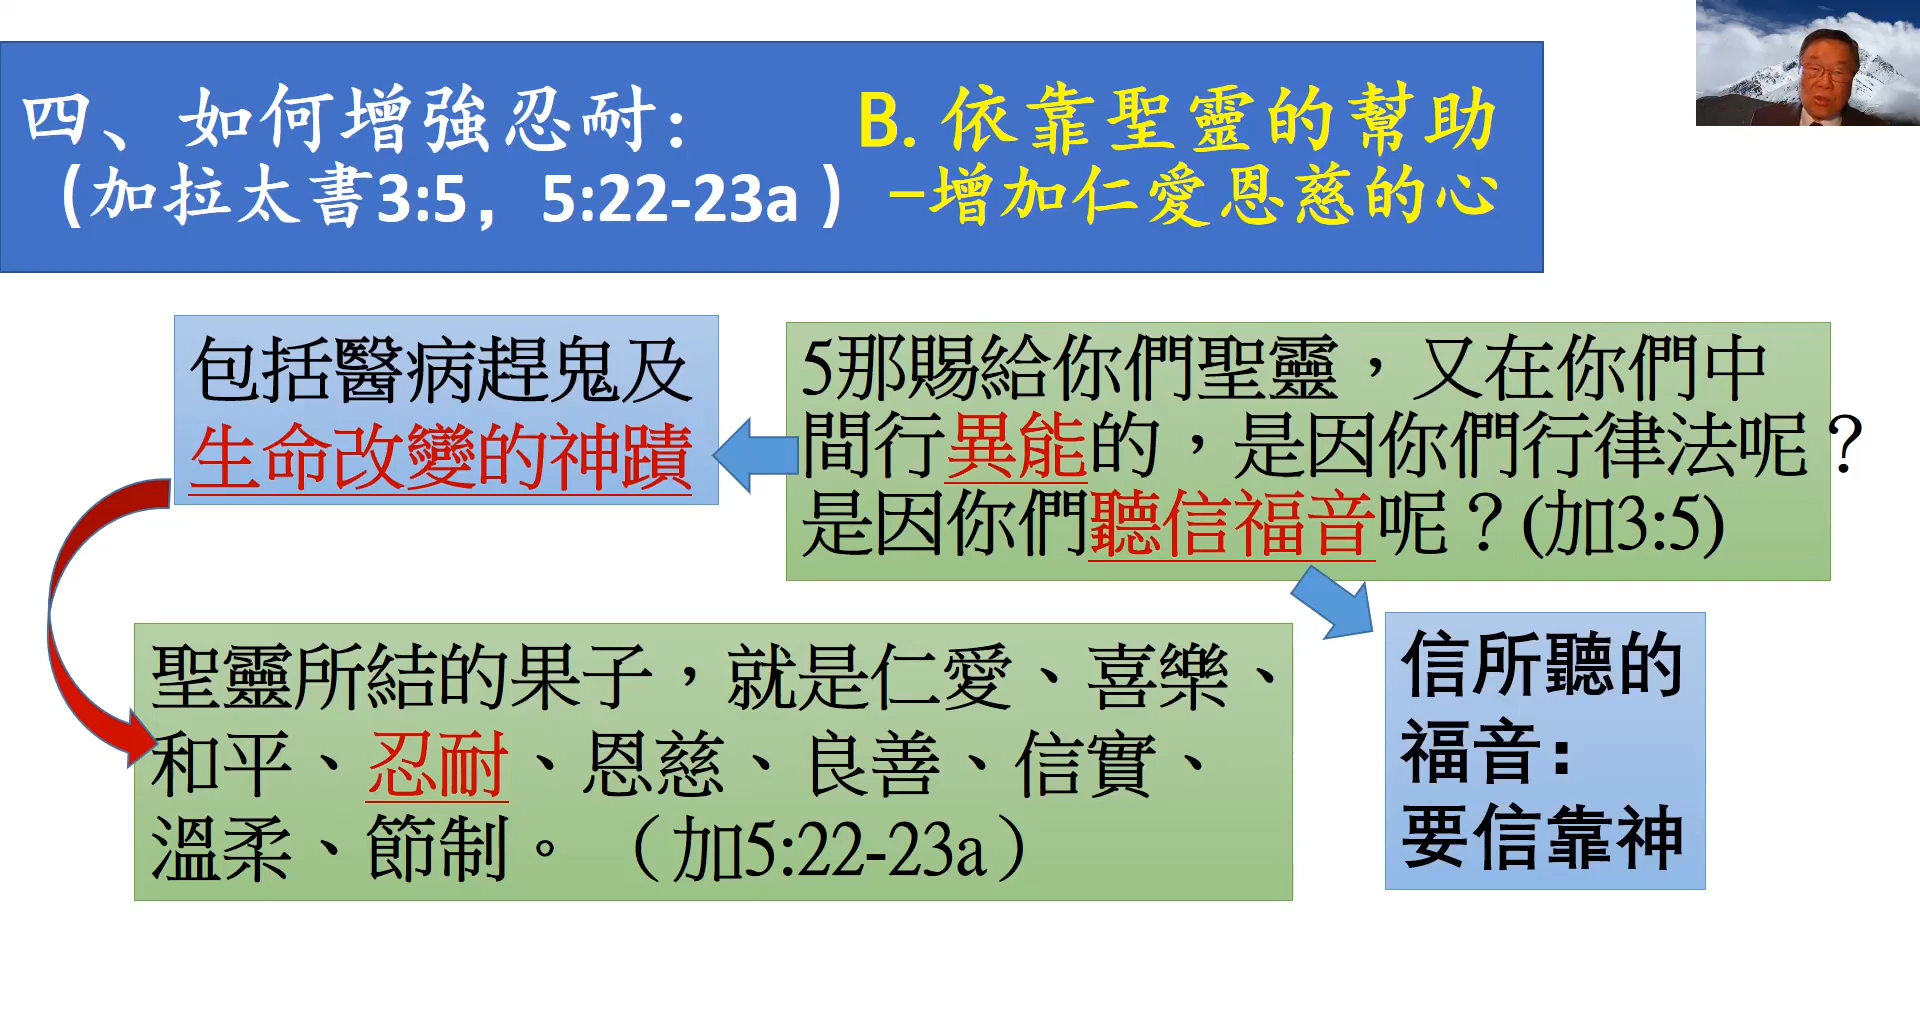 四、如何增強忍耐: B. 依靠聖靈的幫助
(加拉太書3:5, 5:22-23a) –增加仁愛恩慈的心
包括醫病趕鬼及
生命改變的神蹟
5那賜給你們聖靈，又在你們中
間行異能的，是因你們行律法呢？
是因你們聽信福音呢？(加3:5)
聖靈所結的果子，就是仁愛、喜樂、
和平、忍耐、恩慈、良善、信實、
溫柔、節制。（加5:22-23a）
信所聽的
福音:
要信靠神